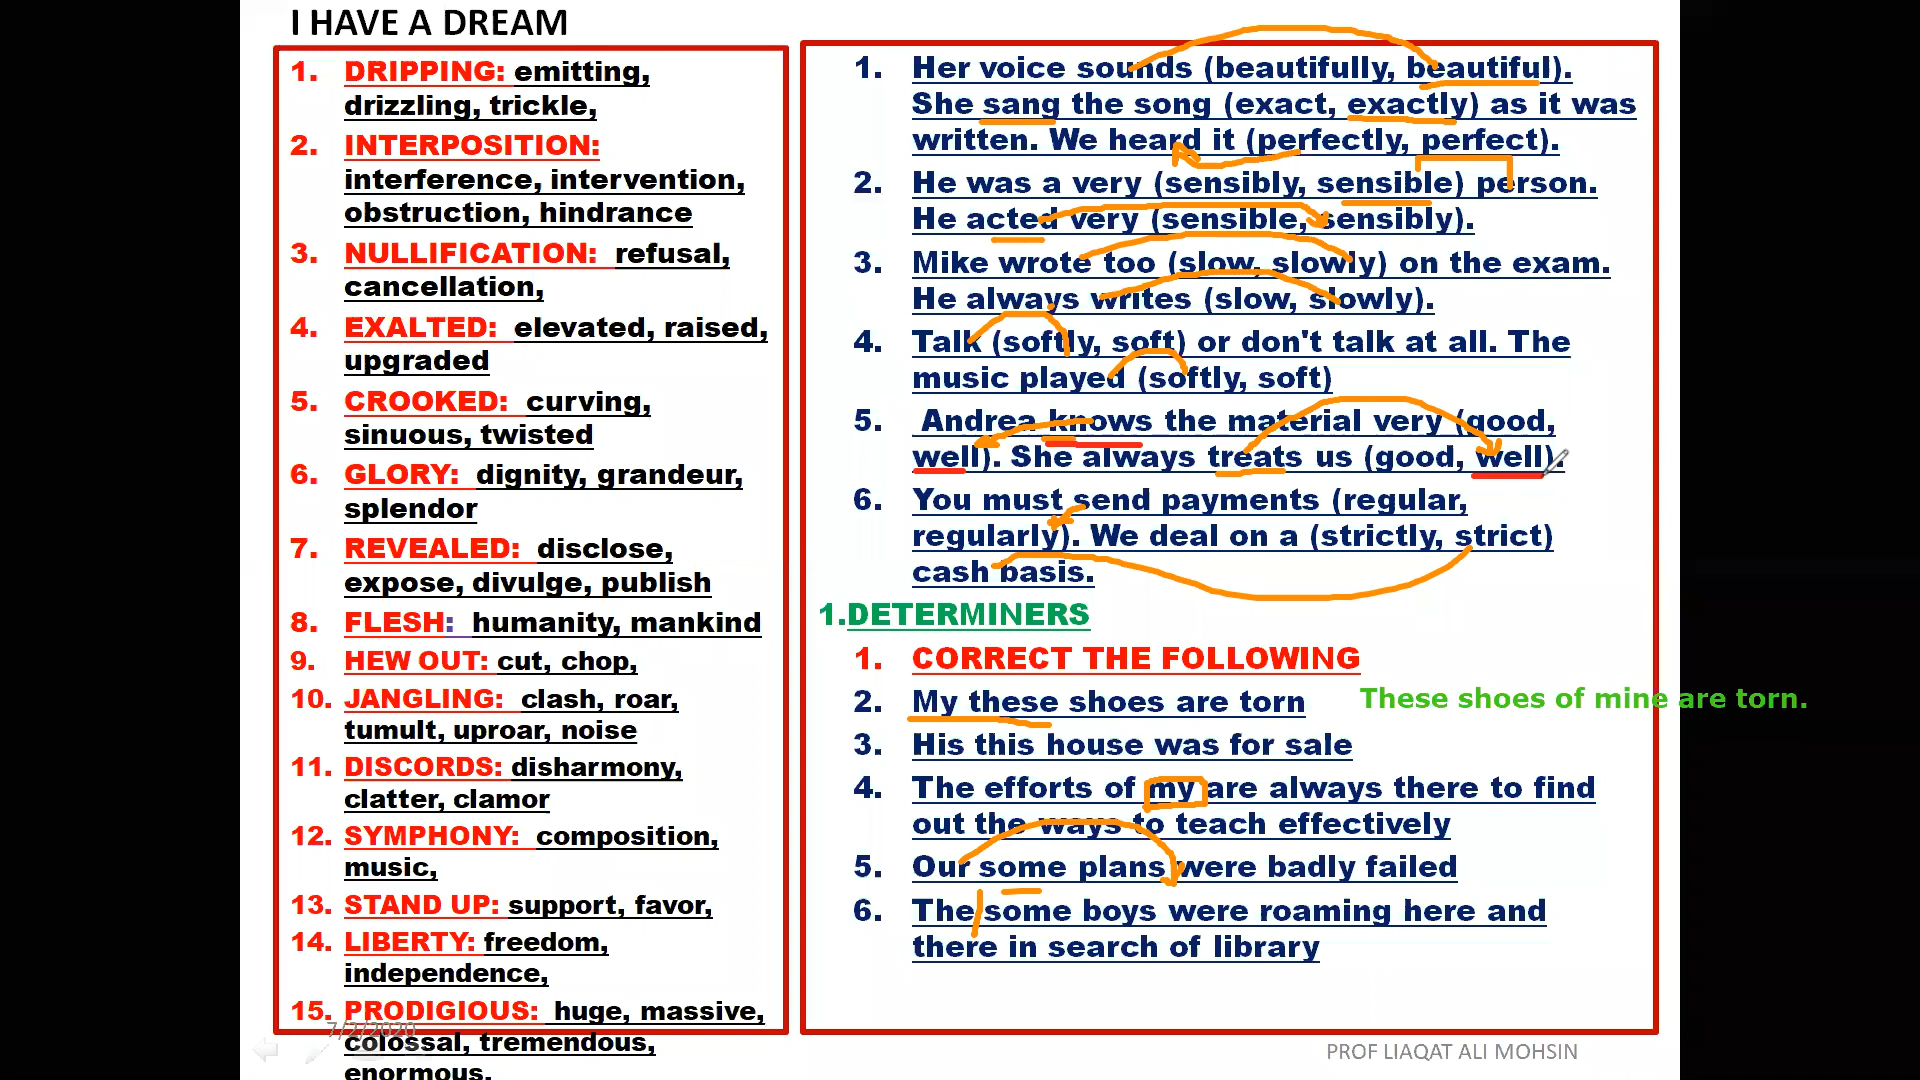 I HAVE A DREAM
1. DRIPPING: emitting,
drizzling, trickle,
2. INTERPOSITION:
interference, intervention,
obstruction, hindrance
3. NULLIFICATION: refusal,
cancellation,
4. EXALTED: elevated, raised,
upgraded
5. CROOKED: curving,
sinuous, twisted
6. GLORY: dignity, grandeur,
splendor
7. REVEALED: disclose,
expose, divulge, publish
8. FLESH: humanity, mankind
9. HEW OUT: cut, chop,
10. JANGLING: clash, roar,
tumult, uproar, noise
11. DISCORDS: disharmony,
clatter, clamor
12. SYMPHONY: composition,
music,
13. STAND UP: support, favor,
14. LIBERTY: freedom,
independence,
15. PRODIGIOUS: huge, massive,
colossal, tremendous,
enormous.
7/2/2020
1. Her voice sounds (beautifully, beautiful).
She sang the song (exact, exactly) as it was
written. We heard it (perfectly, perfect).
2. He was a very (sensibly, sensible) person.
He acted very (sensible, sensibly).
3. Mike wrote too (slow, slowly) on the exam.
He always writes (slow, slowly).
4. Talk (softly, soft) or don't talk at all. The
music played (softly, soft)
5. Andrea knows the material very (good,
well). She always treats us (good, well).
6. You must send payments (regular,
regularly). We deal on a (strictly, strict)
cash basis.
1.DETERMINERS
1. CORRECT THE FOLLOWING
2. My these shoes are torn These shoes of mine are torn.
3. His this house was for sale
4. The efforts of my are always there to find
out the ways to teach effectively
5. Our some plans were badly failed
6. The some boys were roaming here and
there in search of library
PROF LIAQAT ALI MOHSIN